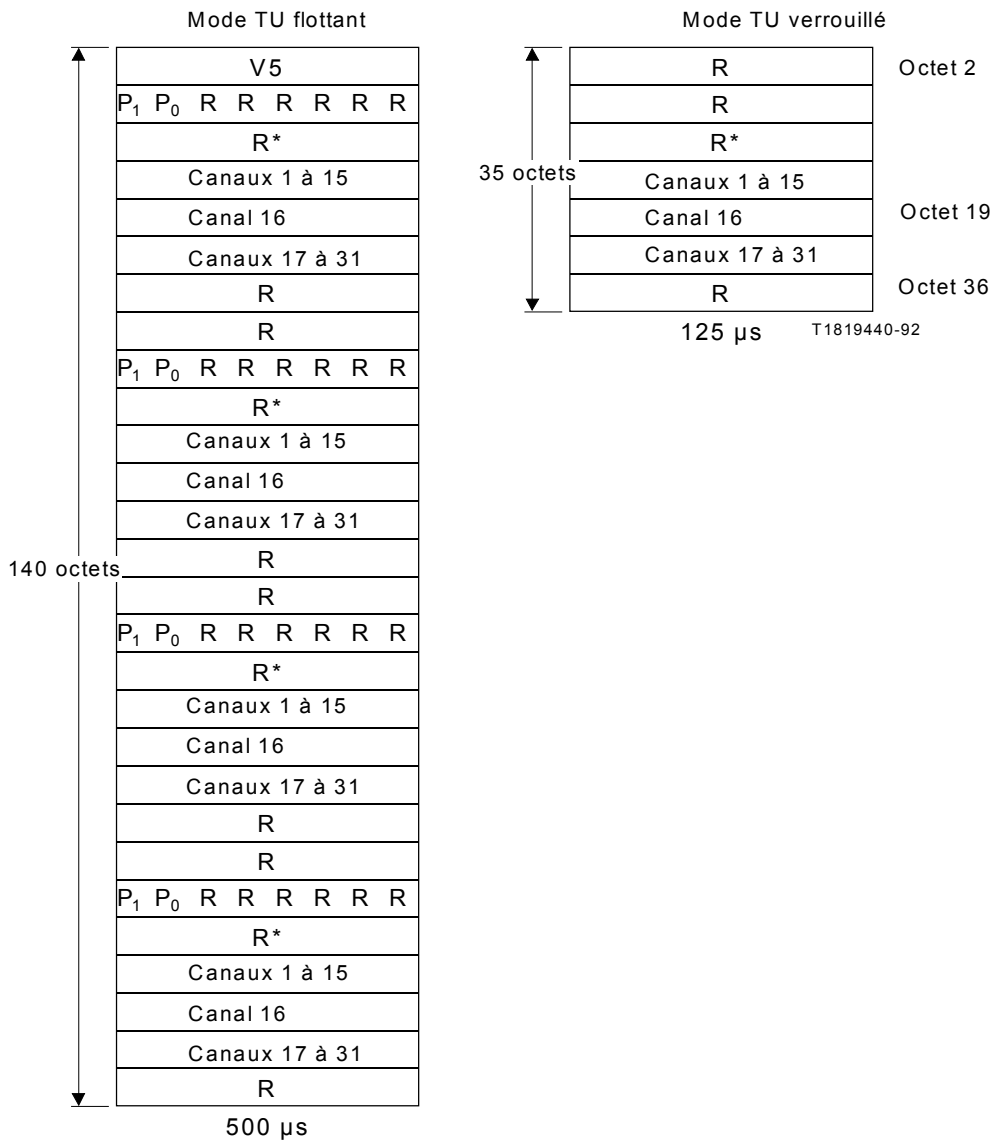 Mode TU flottant
V5
P1 P0 R R R R R R
R*
Canaux 1 à 15
Canal 16
Canaux 17 à 31
R
R
P1 P0 R R R R R R
R*
Canaux 1 à 15
Canal 16
Canaux 17 à 31
R
R
P1 P0 R R R R R R
R*
Canaux 1 à 15
Canal 16
Canaux 17 à 31
R
R
P1 P0 R R R R R R
R*
Canaux 1 à 15
Canal 16
Canaux 17 à 31
R
140 octets
500 µs
Mode TU verrouillé
R Octet 2
R
R*
35 octets
Canaux 1 à 15
Canal 16 Octet 19
Canaux 17 à 31
R Octet 36
125 µs T1819440-92